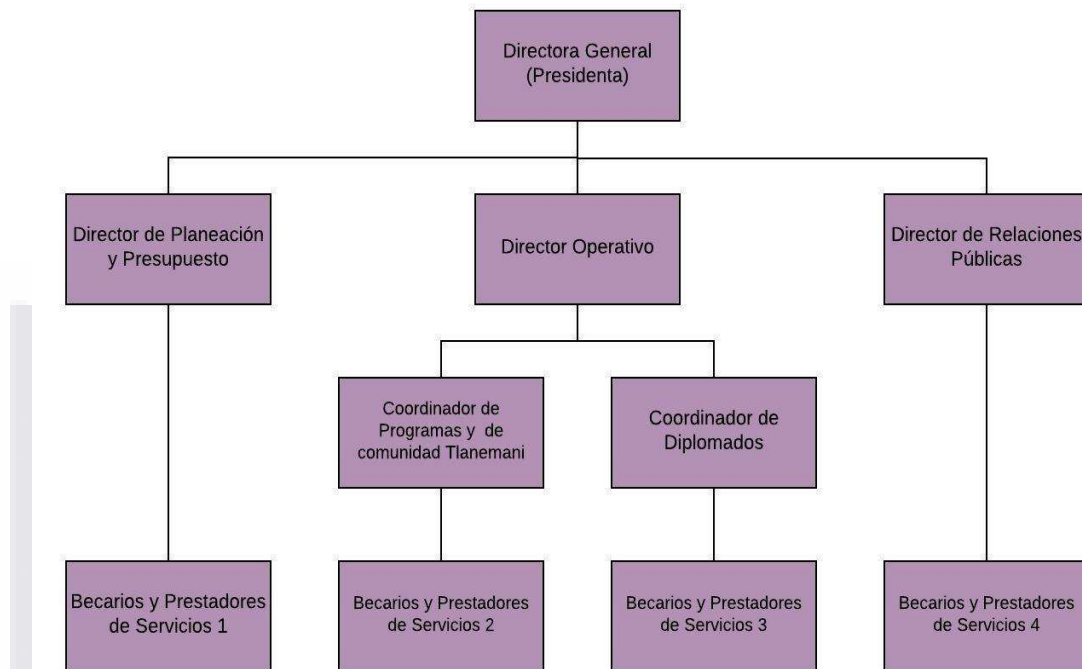 Directora General
(Presidenta)
Director de Planeación
y Presupuesto
Director Operativo
Director de Relaciones
Públicas
Coordinador de
Programas y de
comunidad Tlanemani
Coordinador de
Diplomados
Becarios y Prestadores
de Servicios 1
Becarios y Prestadores
de Servicios 2
Becarios y Prestadores
de Servicios 3
Becarios y Prestadores
de Servicios 4